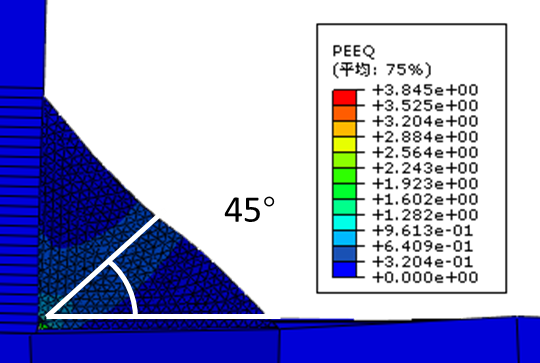 PEEQ
(平均: 75%)
+3.845e+00
+3.525e+00
+3.204e+00
+2.884e+00
+2.564e+00
+2.243e+00
+1.923e+00
+1.602e+00
+1.282e+00
+9.613e-01
+6.409e-01
+3.204e-01
+0.000e+00
45°